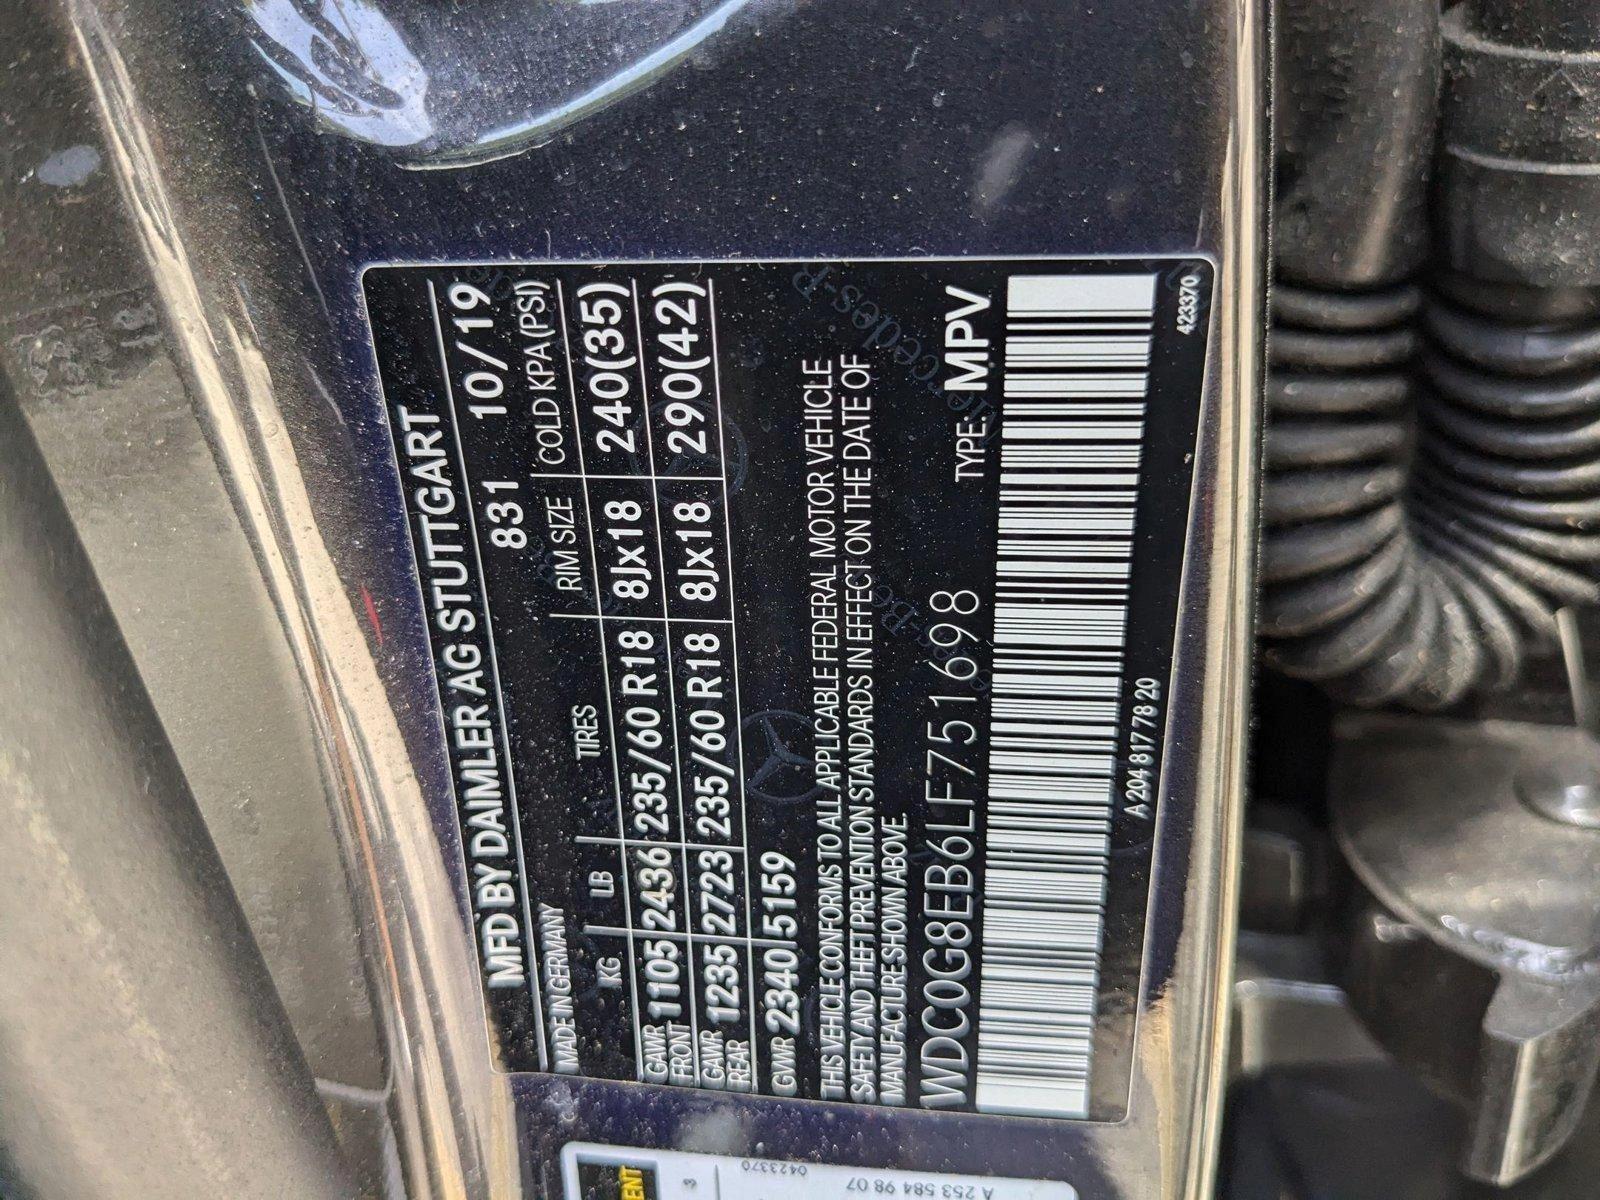 MFD BY DAIMLER AG STUTTGART
MADE IN GERMANY 831 10/19
KG LB TIRES RIM SIZE COLD KPA (PSI)
GAWR FRONT 1105 2436 235/60 R18 8Jx18 240(35)
GAWR REAR 1235 2723 235/60 R18 8Jx18 290(42)
GVWR 2340 5159
THIS VEHICLE CONFORMS TO ALL APPLICABLE FEDERAL MOTOR VEHICLE
SAFETY AND THEFT PREVENTION STANDARDS IN EFFECT ON THE DATE OF
MANUFACTURE SHOWN ABOVE.
WDC0G8EB6LF751698 TYPE: MPV
A 204 817 78 20 423370
3
0423370
A 253 584 98 07